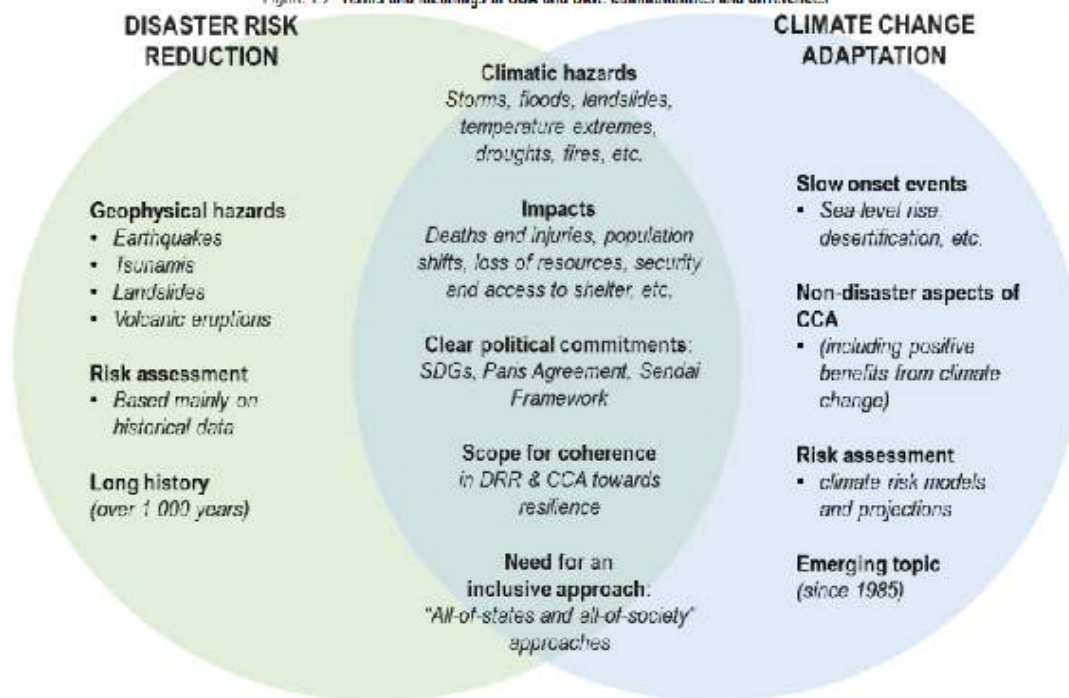 DISASTER RISK
REDUCTION
Geophysical hazards
• Earthquakes
• Tsunamis
• Landslides
• Volcanic eruptions
Risk assessment
• Based mainly on
historical data
Long history
(over 1 000 years)
Climatic hazards
Storms, floods, landslides,
temperature extremes,
droughts, fires, etc.
Impacts
Deaths and injuries, population
shifts, loss of resources, security
and access to shelter, etc.
Clear political commitments:
SDGs, Paris Agreement, Sendai
Framework
Scope for coherence
in DRR & CCA towards
resilience
Need for an
inclusive approach:
"All-of-states and all-of-society"
approaches
CLIMATE CHANGE
ADAPTATION
Slow onset events
• Sea-level rise,
desertification, etc.
Non-disaster aspects of
CCA
• (including positive
benefits from climate
change)
Risk assessment
• climate risk models
and projections
Emerging topic
(since 1985)